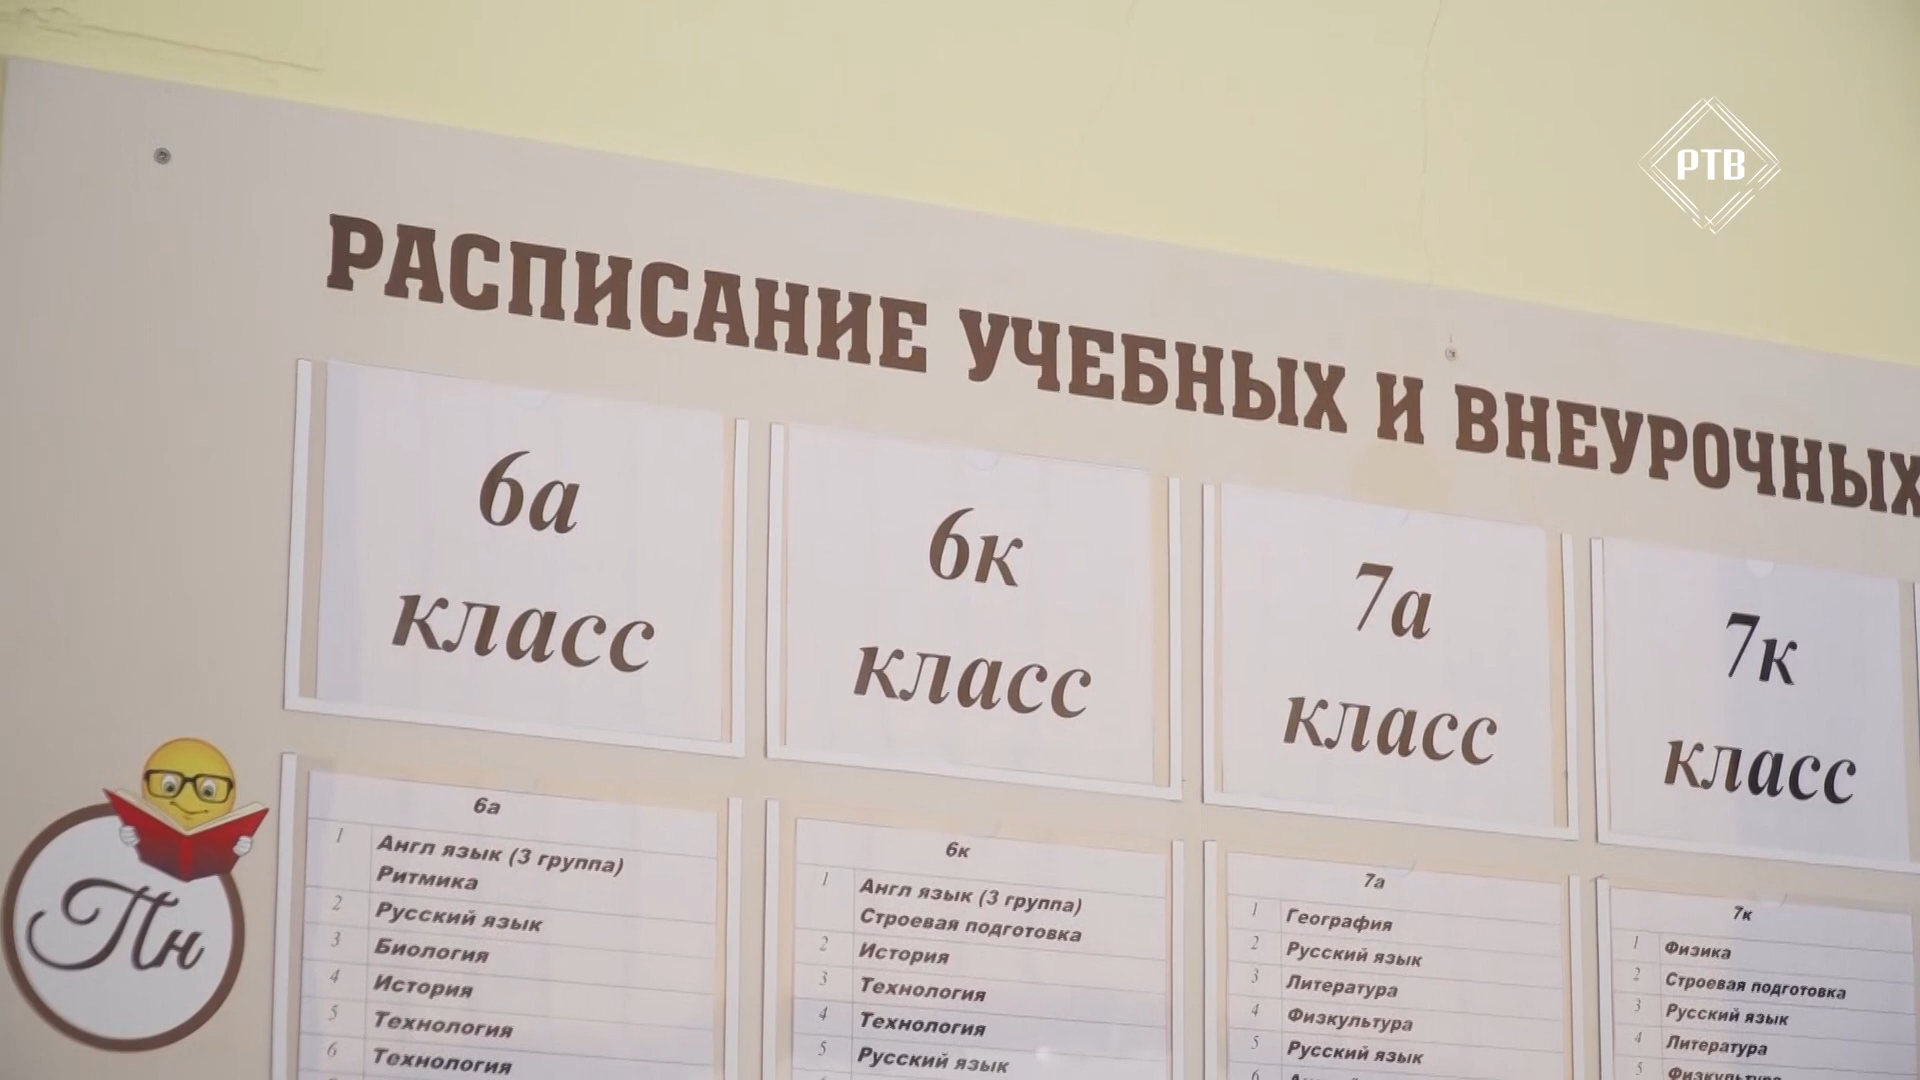 РТВ
РАСПИСАНИЕ УЧЕБНЫХ И ВНЕУРОЧНЫХ
6а
класс
6к
класс
7а
класс
7к
класс
Пн
6а
1 Англ язык (3 группа)
Ритмика
2 Русский язык
3 Биология
4 История
5 Технология
6 Технология
6к
1 Англ язык (3 группа)
Строевая подготовка
2 История
3 Технология
4 Технология
5 Русский язык
7а
1 География
2 Русский язык
3 Литература
4 Физкультура
5 Русский язык
6
7к
1 Физика
2 Строевая подготовка
3 Русский язык
4 Литература
5 Физкультура